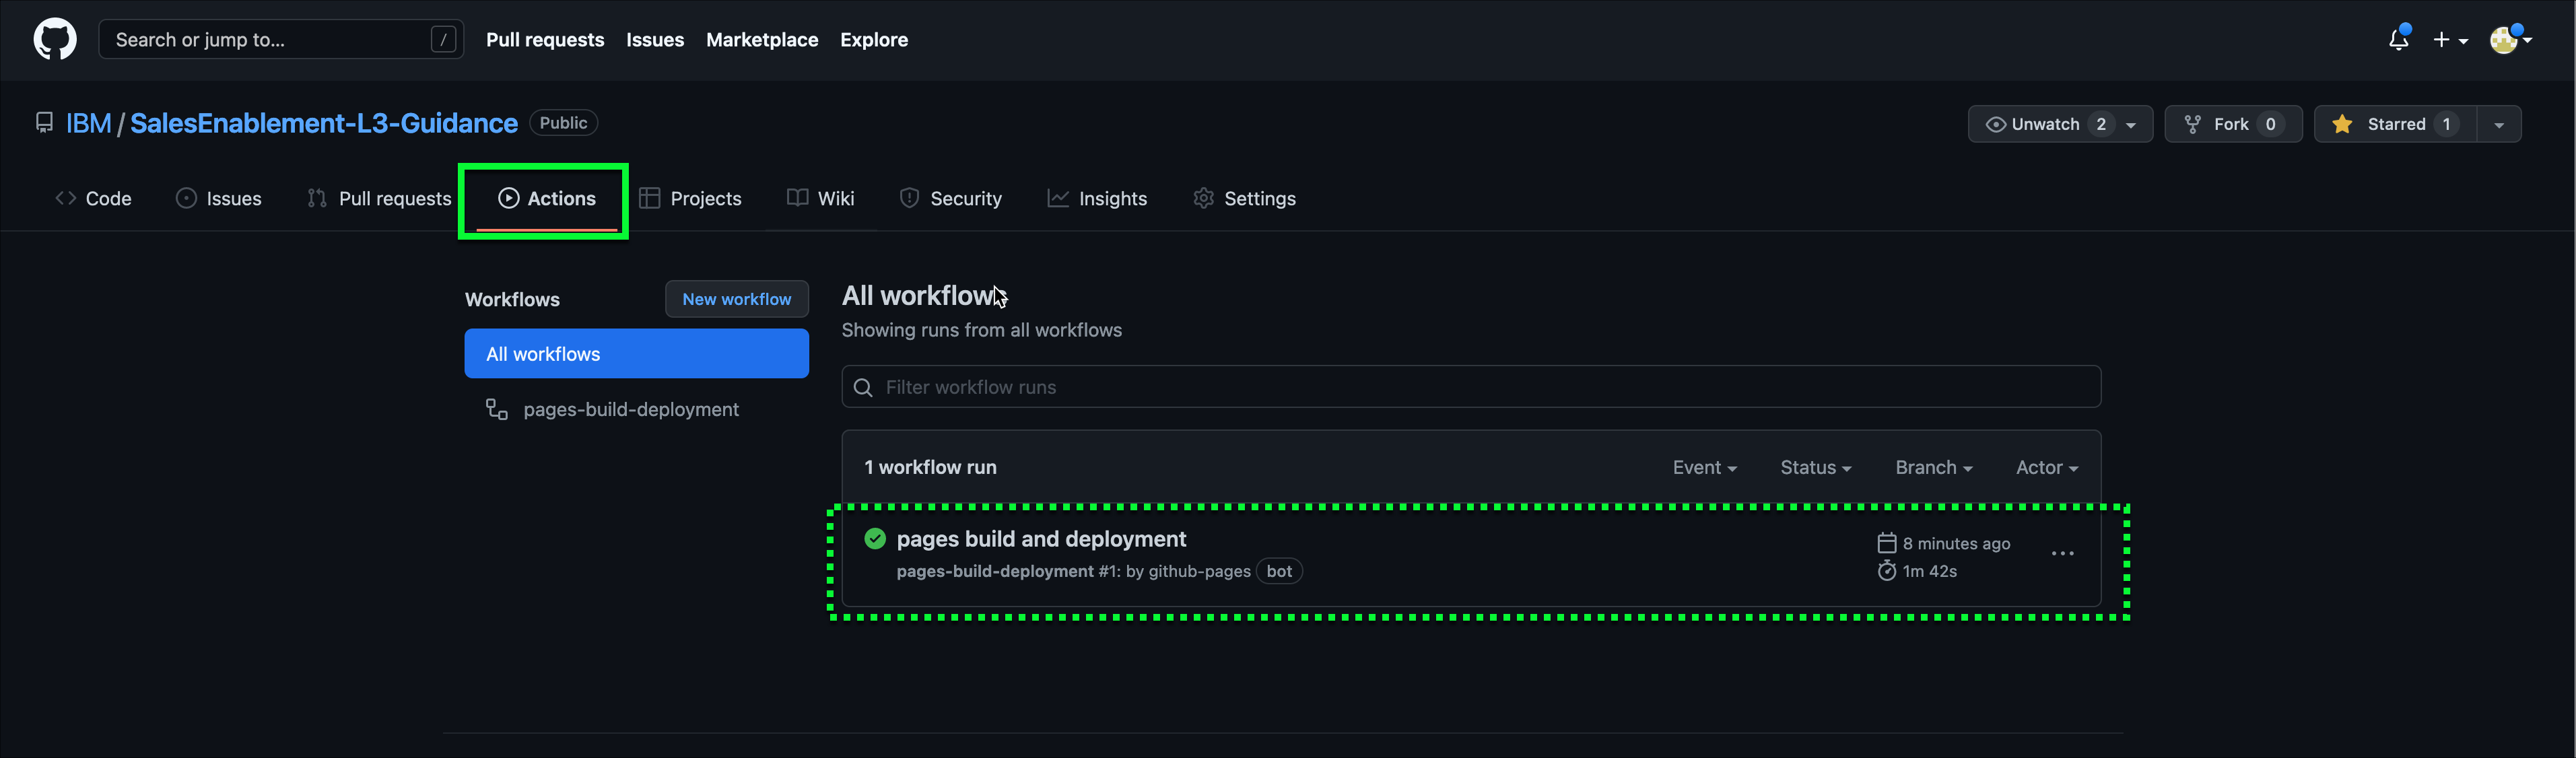 Search or jump to... / Pull requests Issues Marketplace Explore
IBM / SalesEnablement-L3-Guidance Public Unwatch 2 Fork 0 Starred 1
Code Issues Pull requests Actions Projects Wiki Security Insights Settings
Workflows New workflow
All workflows
pages-build-deployment
All workflows
Showing runs from all workflows
Filter workflow runs
1 workflow run Event Status Branch Actor
pages build and deployment 8 minutes ago
pages-build-deployment #1: by github-pages bot 1m 42s